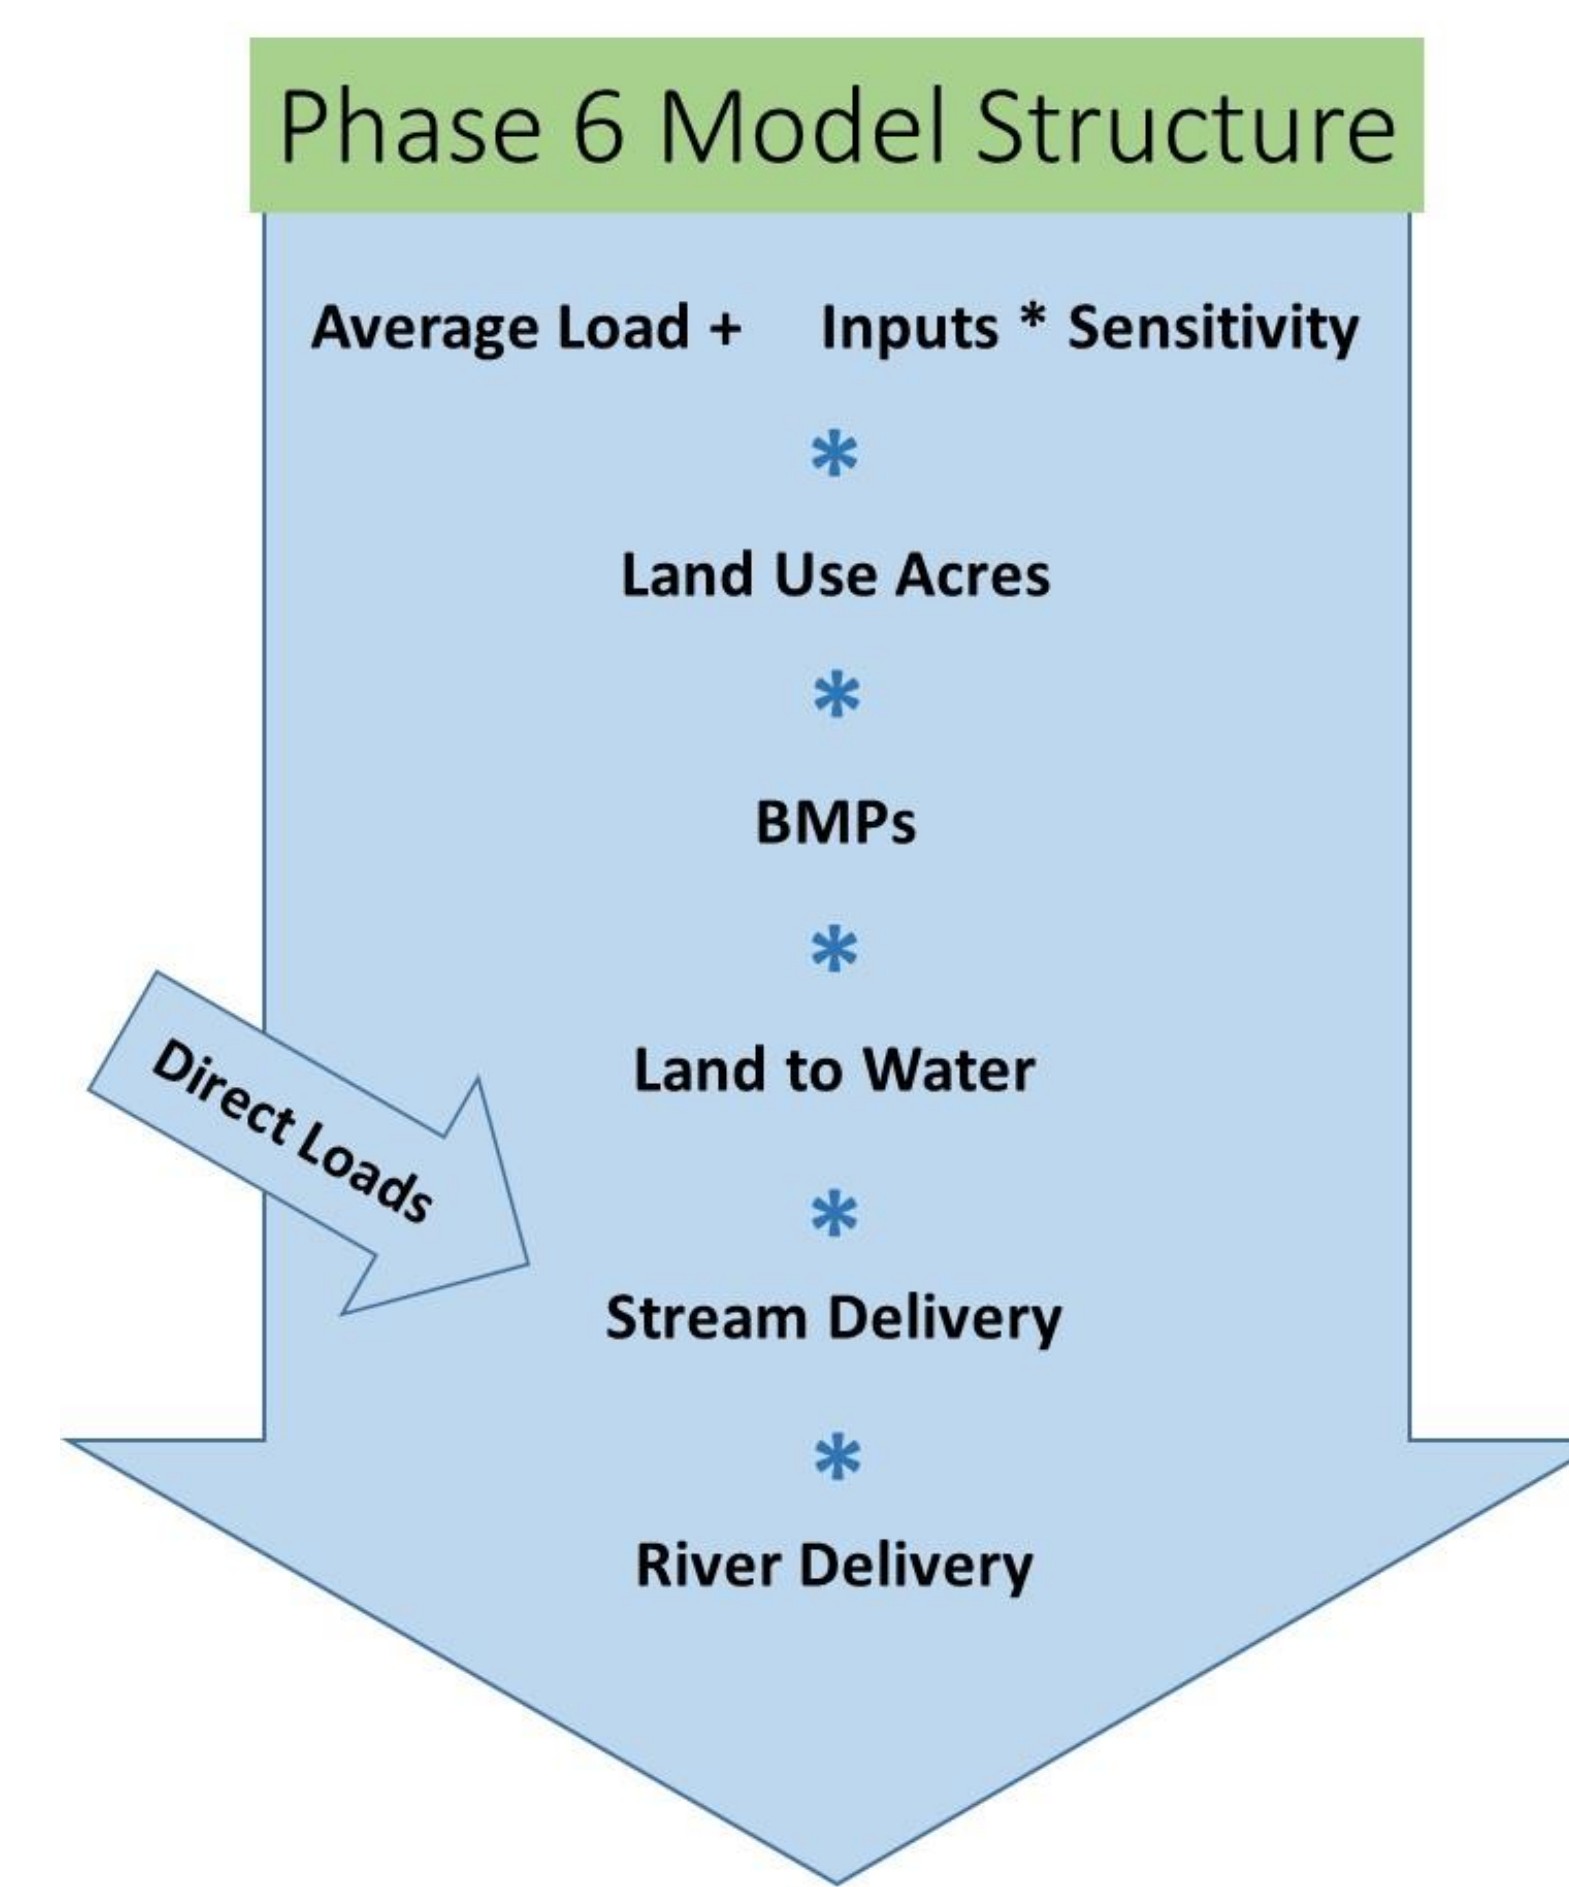 Phase 6 Model Structure
Average Load + Inputs * Sensitivity
*
Land Use Acres
*
BMPs
*
Land to Water
Direct Loads
*
Stream Delivery
*
River Delivery